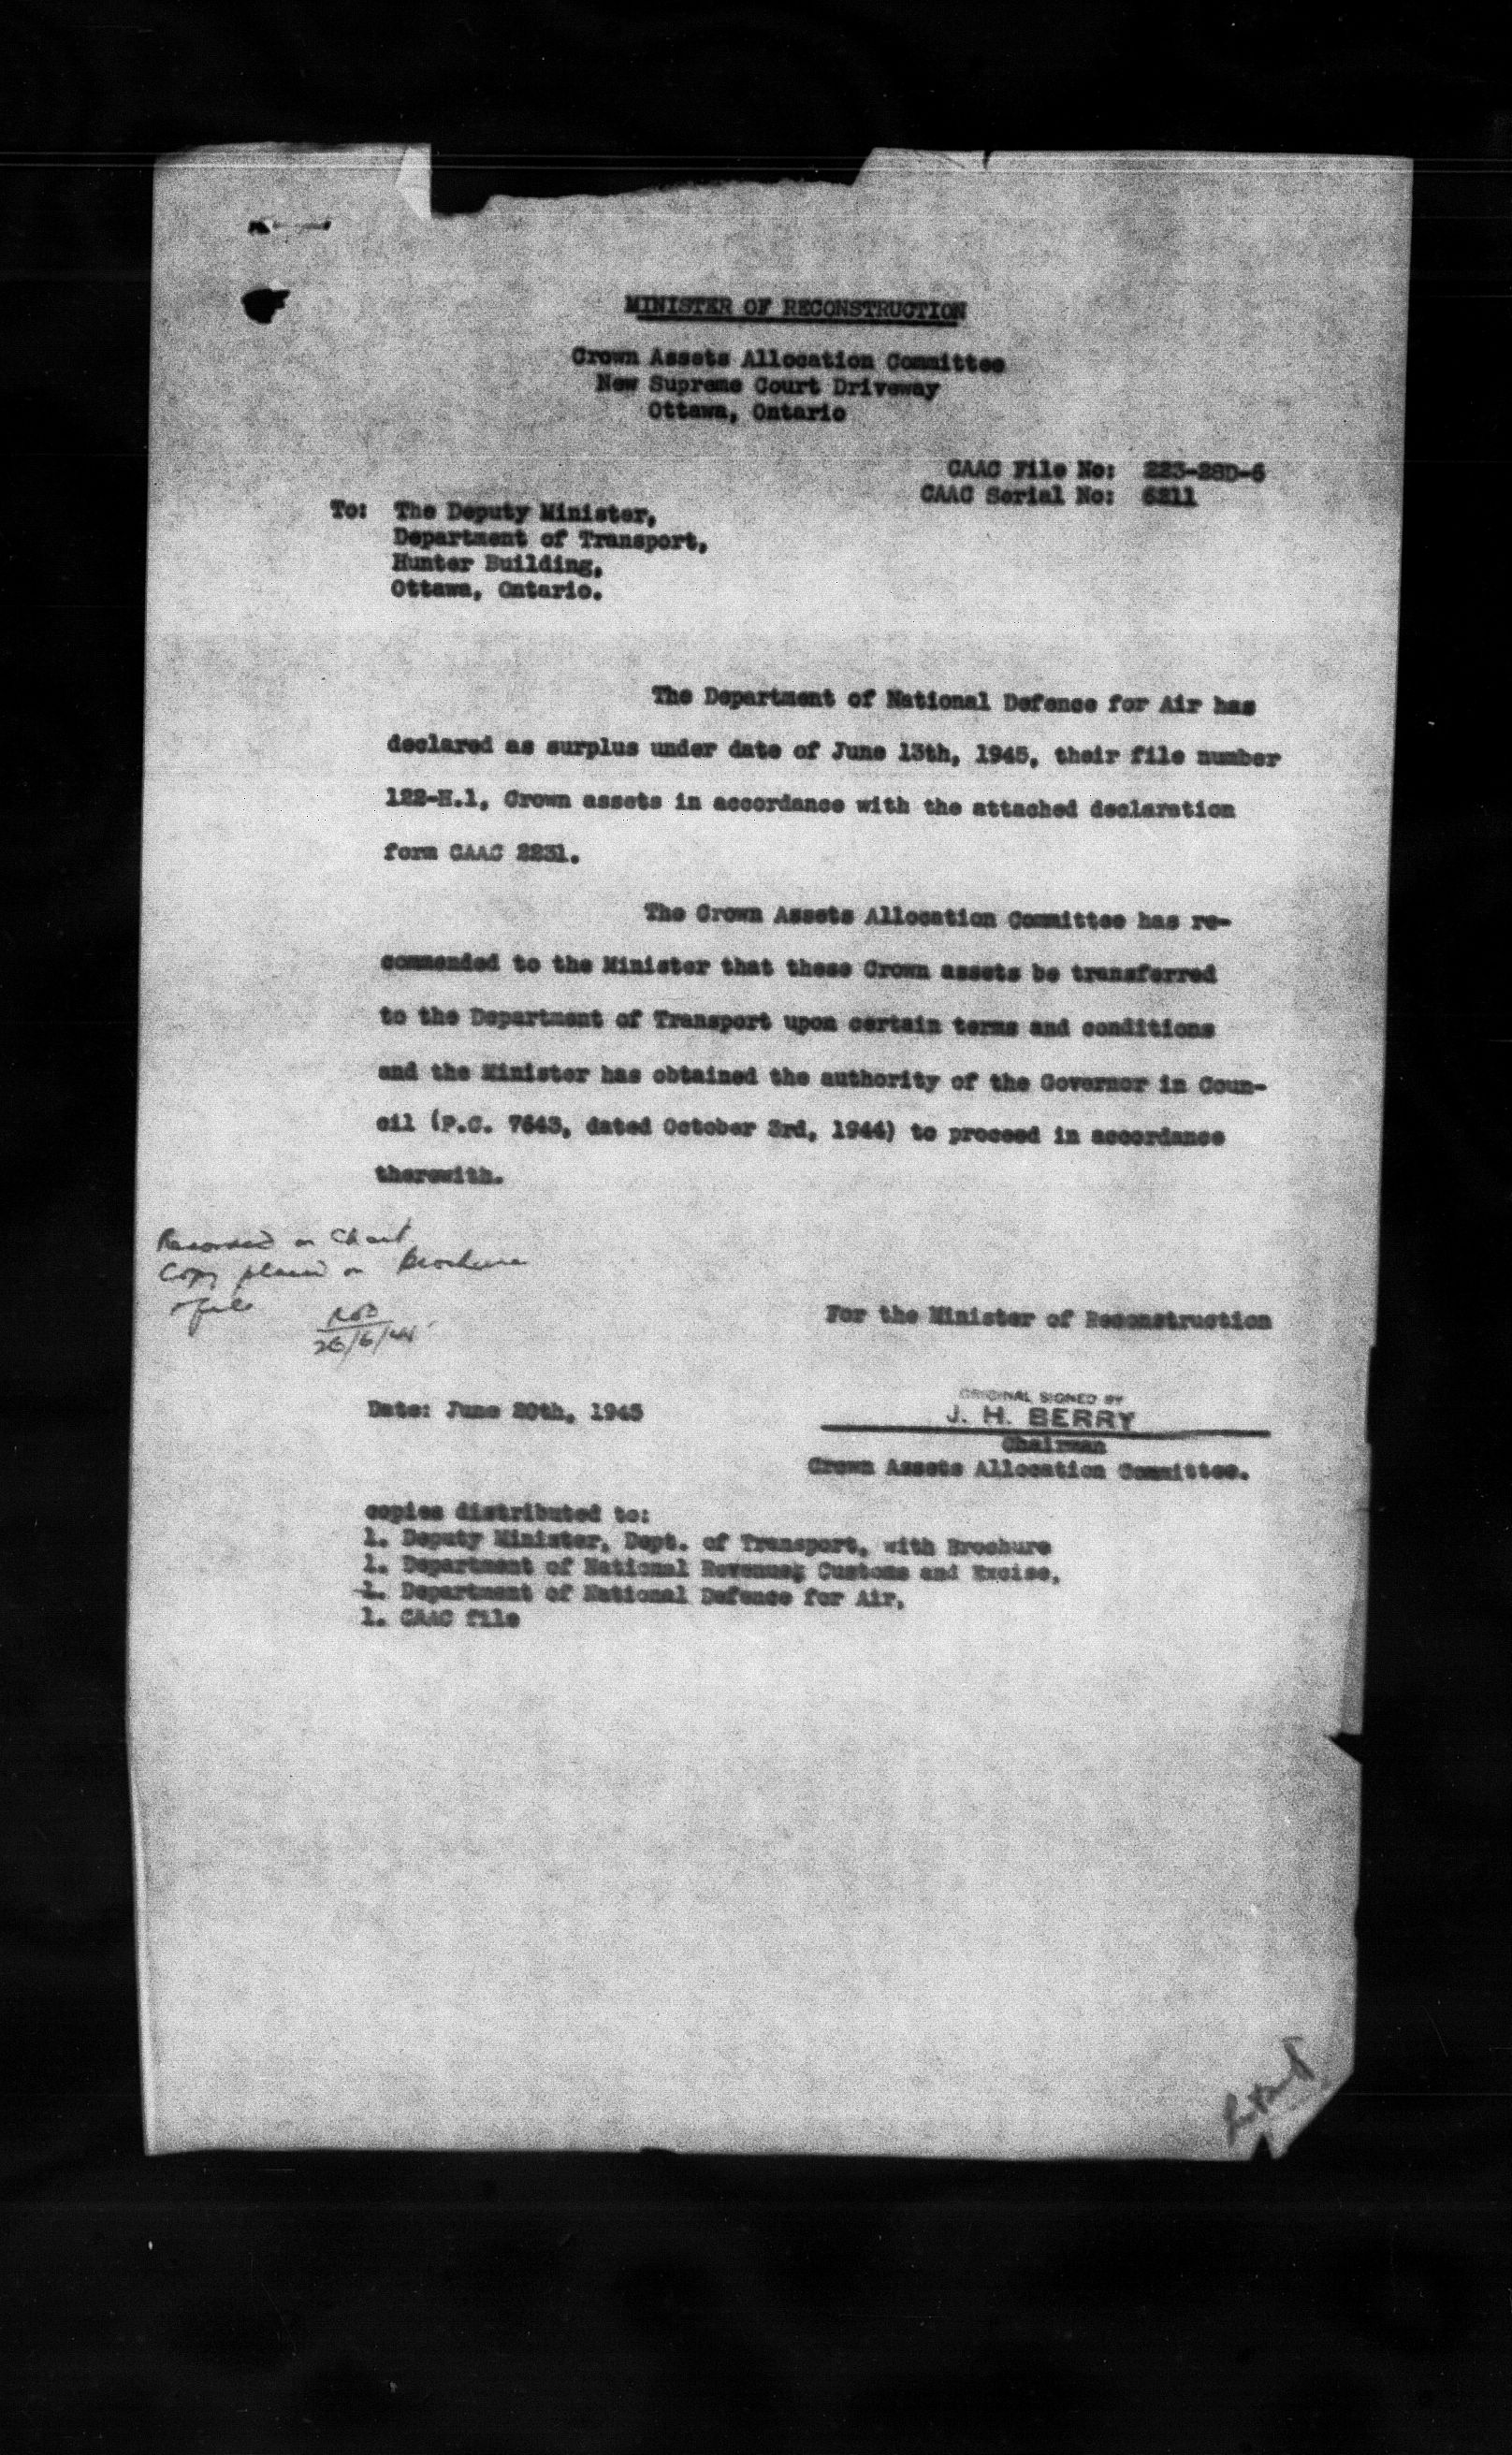 MINISTER OF RECONSTRUCTION
Crown Assets Allocation Committee
New Supreme Court Driveway
Ottawa, Ontario
CAAC File No: 223-28D-6
CAAC Serial No: 6211
To: The Deputy Minister,
Department of Transport,
Hunter Building,
Ottawa, Ontario.
The Department of National Defence for Air has
declared as surplus under date of June 13th, 1945, their file number
122-H.1, Crown assets in accordance with the attached declaration
form CAAC 2231.
The Crown Assets Allocation Committee has re-
commended to the Minister that these Crown assets be transferred
to the Department of Transport upon certain terms and conditions
and the Minister has obtained the authority of the Governor in Coun-
cil (P.C. 7643, dated October 3rd, 1944) to proceed in accordance
therewith.
Recorded on Chart
Copy placed on Brochure
file
For the Minister of Reconstruction
Date: June 20th, 1945
ORIGINAL SIGNED BY
J. H. BERRY
Chairman
Crown Assets Allocation Committee.
copies distributed to:
1. Deputy Minister, Dept. of Transport, with Brochure
1. Department of National Revenue; Customs and Excise,
1. Department of National Defence for Air,
1. CAAC file